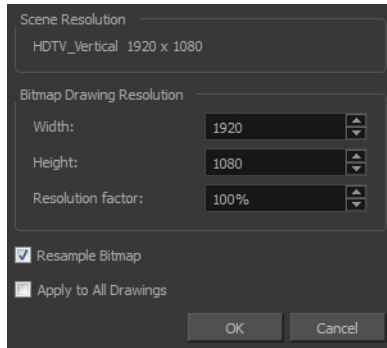 Scene Resolution
HDTV_Vertical 1920 x 1080
Bitmap Drawing Resolution
Width: 1920
Height: 1080
Resolution factor: 100%
Resample Bitmap
Apply to All Drawings
OK Cancel